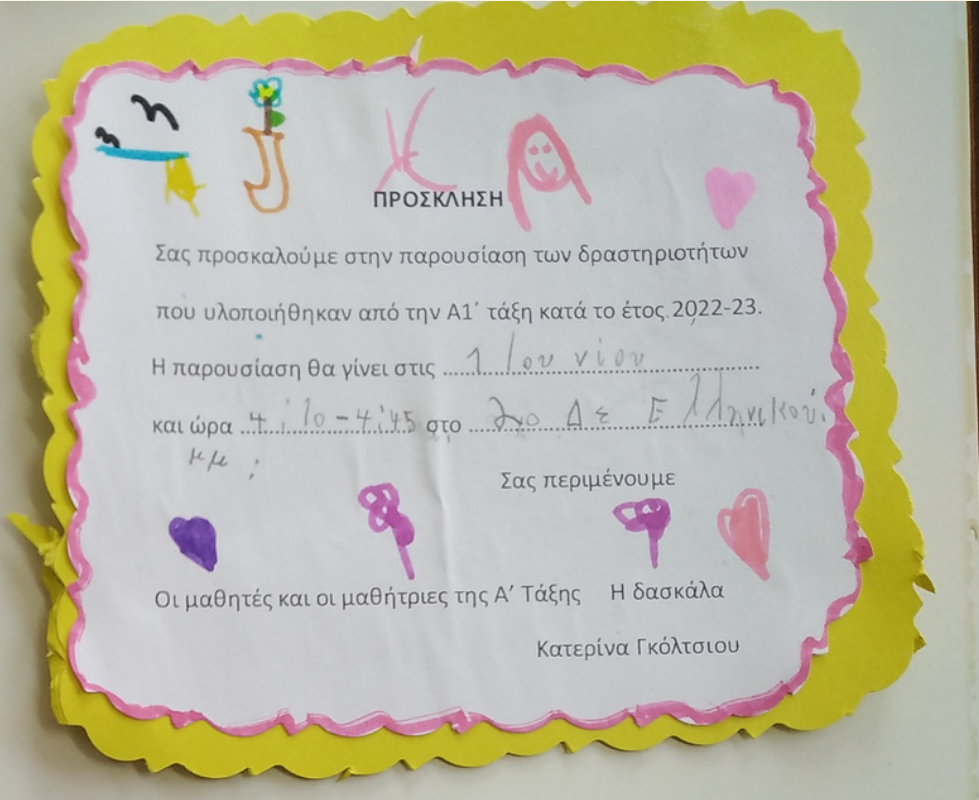 ΠΡΟΣΚΛΗΣΗ
Σας προσκαλούμε στην παρουσίαση των δραστηριοτήτων
που υλοποιήθηκαν από την Α1΄ τάξη κατά το έτος 2022-23.
Η παρουσίαση θα γίνει στις 1 Ιουνίου
και ώρα 4:10-4:45 στο 2ο Δς Ελληνικού.
μμ
Σας περιμένουμε
Οι μαθητές και οι μαθήτριες της Α’ Τάξης Η δασκάλα
Κατερίνα Γκόλτσιου